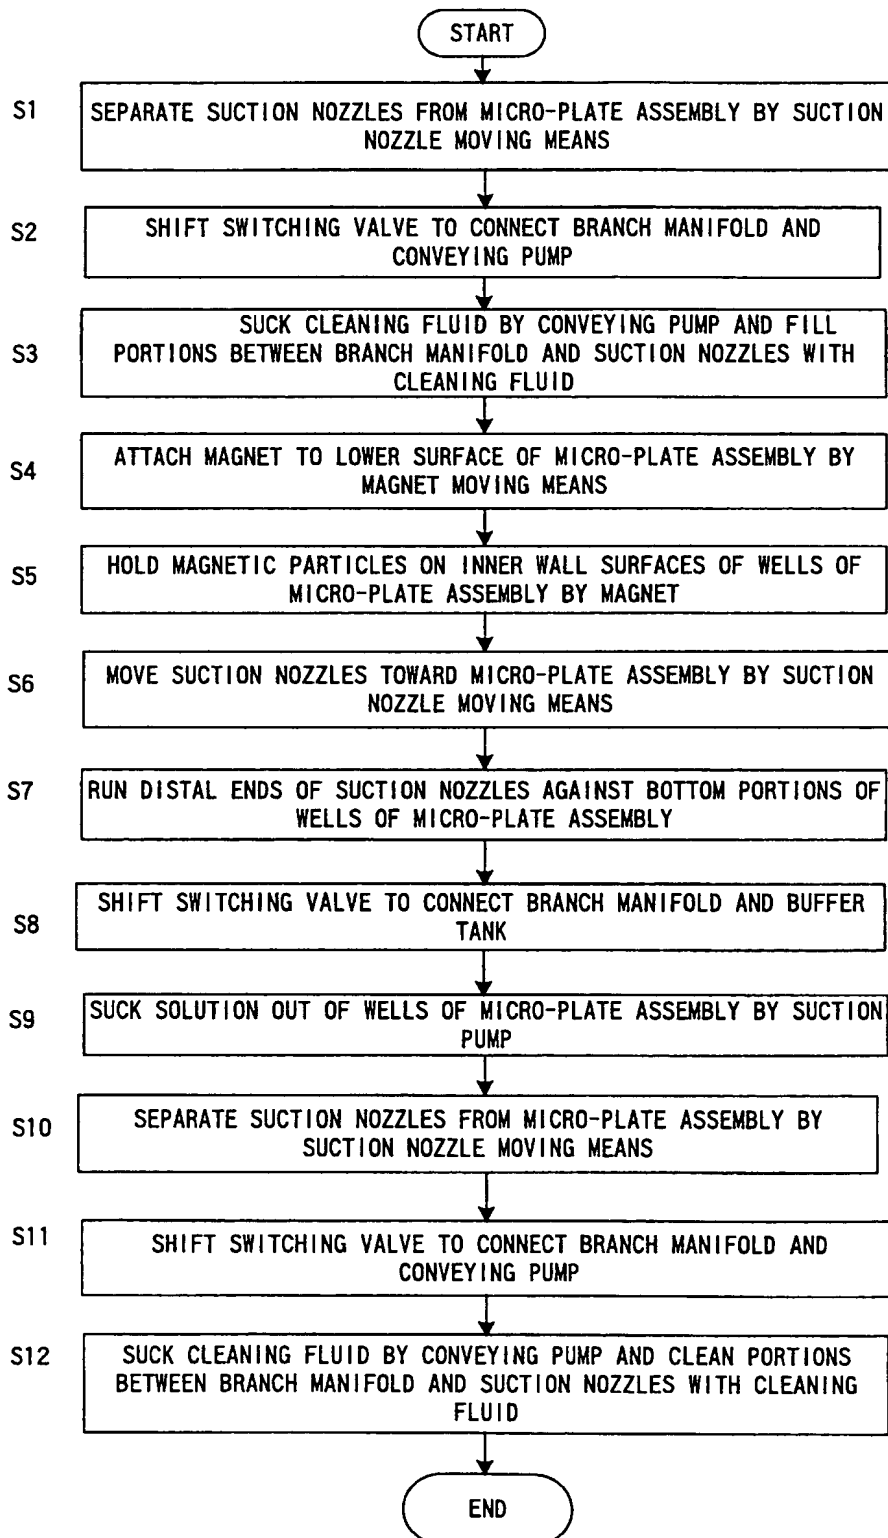 START
S1
SEPARATE SUCTION NOZZLES FROM MICRO-PLATE ASSEMBLY BY SUCTION
NOZZLE MOVING MEANS
S2
SHIFT SWITCHING VALVE TO CONNECT BRANCH MANIFOLD AND
CONVEYING PUMP
S3
SUCK CLEANING FLUID BY CONVEYING PUMP AND FILL
PORTIONS BETWEEN BRANCH MANIFOLD AND SUCTION NOZZLES WITH
CLEANING FLUID
S4
ATTACH MAGNET TO LOWER SURFACE OF MICRO-PLATE ASSEMBLY BY
MAGNET MOVING MEANS
S5
HOLD MAGNETIC PARTICLES ON INNER WALL SURFACES OF WELLS OF
MICRO-PLATE ASSEMBLY BY MAGNET
S6
MOVE SUCTION NOZZLES TOWARD MICRO-PLATE ASSEMBLY BY SUCTION
NOZZLE MOVING MEANS
S7
RUN DISTAL ENDS OF SUCTION NOZZLES AGAINST BOTTOM PORTIONS OF
WELLS OF MICRO-PLATE ASSEMBLY
S8
SHIFT SWITCHING VALVE TO CONNECT BRANCH MANIFOLD AND BUFFER
TANK
S9
SUCK SOLUTION OUT OF WELLS OF MICRO-PLATE ASSEMBLY BY SUCTION
PUMP
S10
SEPARATE SUCTION NOZZLES FROM MICRO-PLATE ASSEMBLY BY
SUCTION NOZZLE MOVING MEANS
S11
SHIFT SWITCHING VALVE TO CONNECT BRANCH MANIFOLD AND
CONVEYING PUMP
S12
SUCK CLEANING FLUID BY CONVEYING PUMP AND CLEAN PORTIONS
BETWEEN BRANCH MANIFOLD AND SUCTION NOZZLES WITH CLEANING
FLUID
END